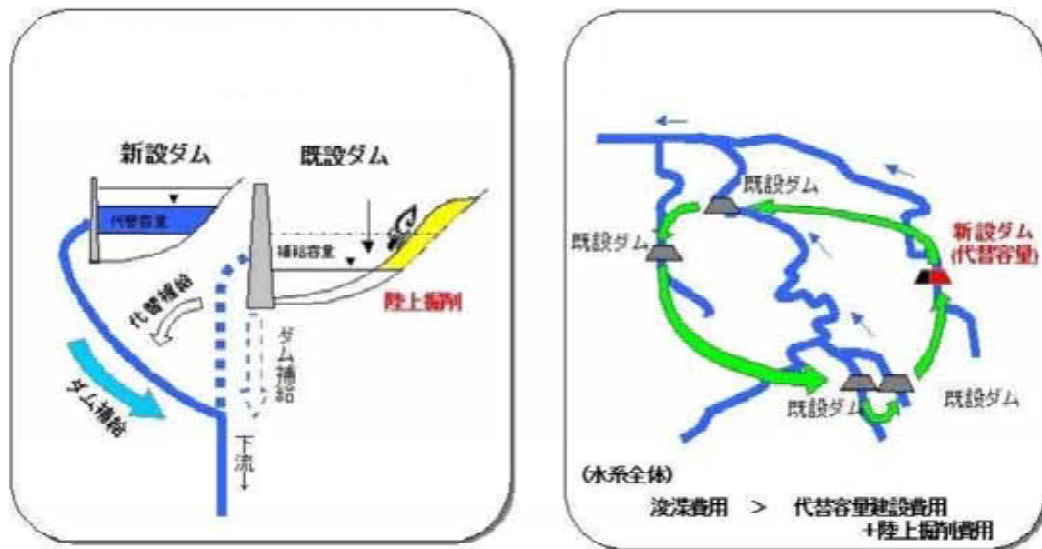 新設ダム
既設ダム
代替容量
補給容量
陸上掘削
代替補給
ダム補給
ダム補給
下流→
既設ダム
既設ダム
新設ダム
(代替容量)
既設ダム
既設ダム
(水系全体)
浚渫費用 > 代替容量建設費用
+陸上掘削費用